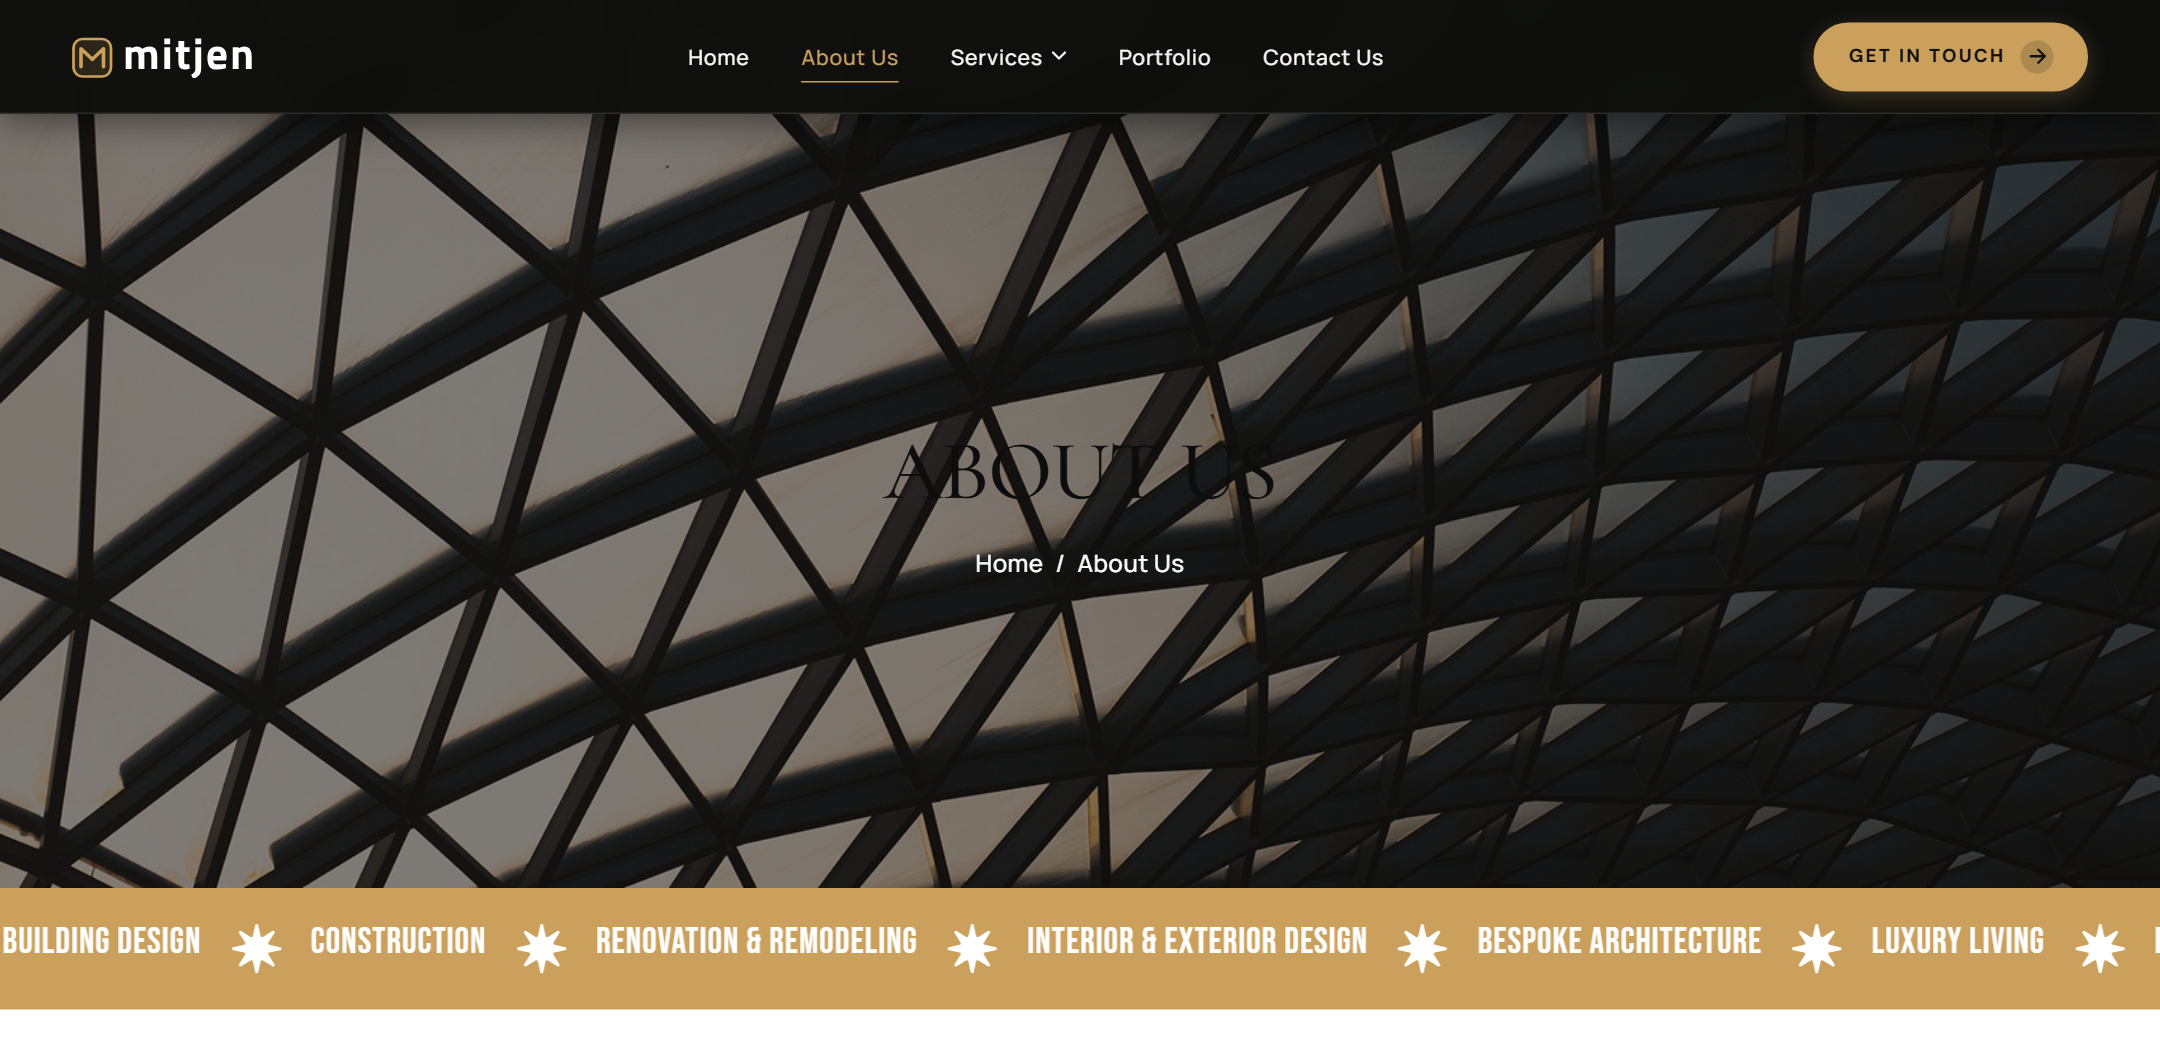 mitjen
Home About Us Services Portfolio Contact Us
GET IN TOUCH
ABOUT US
Home / About Us
BUILDING DESIGN CONSTRUCTION RENOVATION & REMODELING INTERIOR & EXTERIOR DESIGN BESPOKE ARCHITECTURE LUXURY LIVING